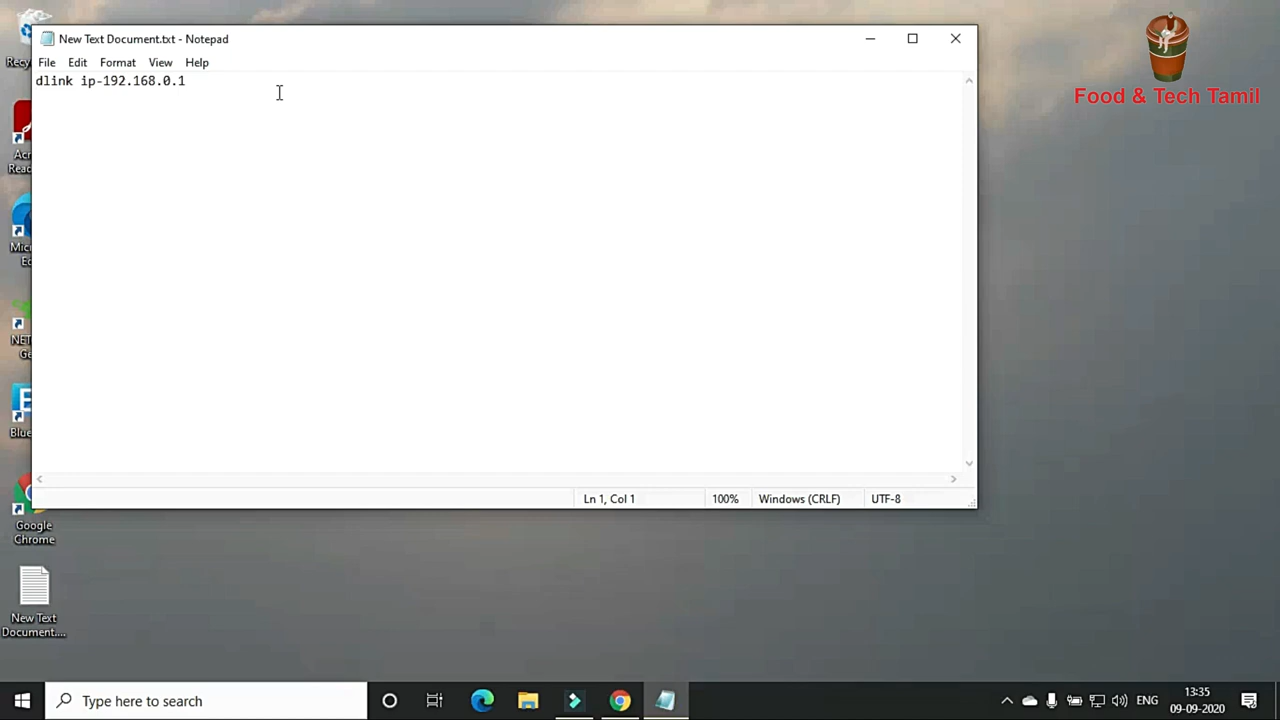 New Text Document.txt - Notepad
File Edit Format View Help
dlink ip-192.168.0.1
Food & Tech Tamil
Google
Chrome
New Text
Document....
Ln 1, Col 1
100%
Windows (CRLF)
UTF-8
Type here to search
ENG
13:35
09-09-2020